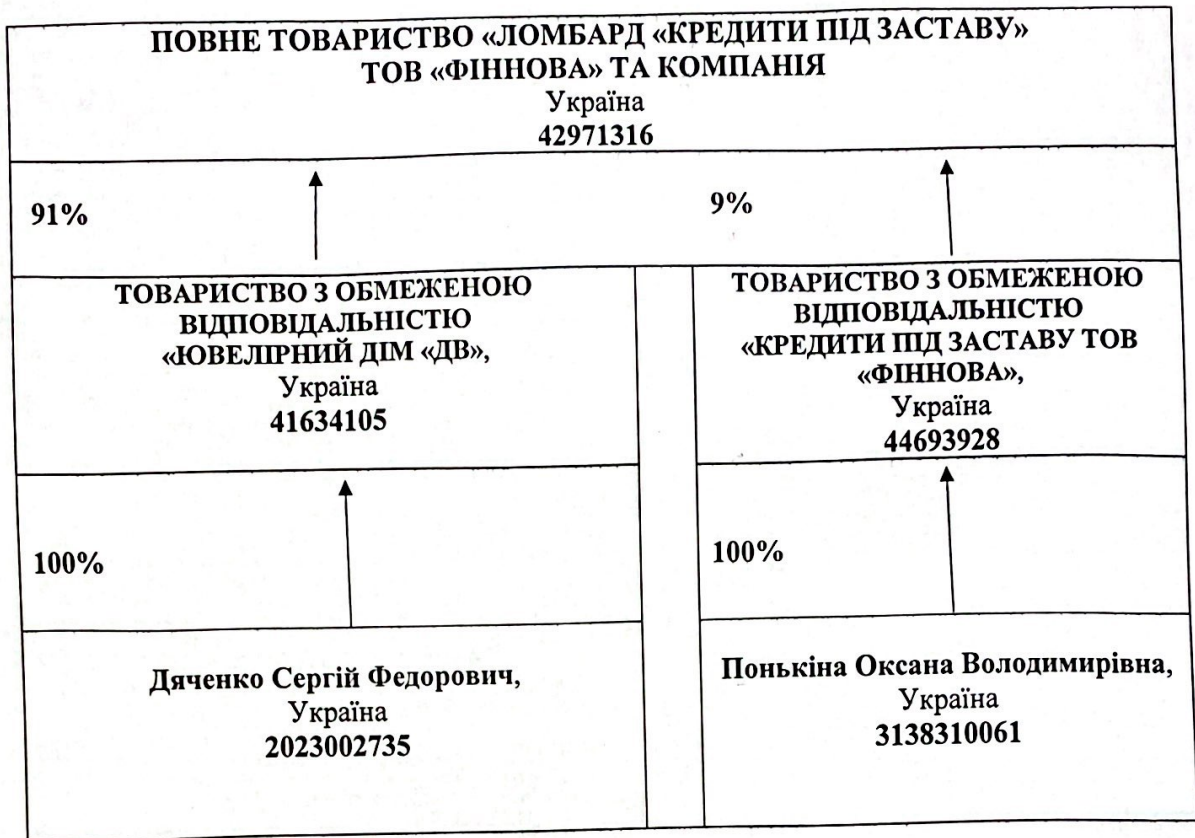 ПОВНЕ ТОВАРИСТВО «ЛОМБАРД «КРЕДИТИ ПІД ЗАСТАВУ»
ТОВ «ФІННОВА» ТА КОМПАНІЯ
Україна
42971316
91%
9%
ТОВАРИСТВО З ОБМЕЖЕНОЮ
ВІДПОВІДАЛЬНІСТЮ
«ЮВЕЛІРНИЙ ДІМ «ДВ»,
Україна
41634105
ТОВАРИСТВО З ОБМЕЖЕНОЮ
ВІДПОВІДАЛЬНІСТЮ
«КРЕДИТИ ПІД ЗАСТАВУ ТОВ
«ФІННОВА»,
Україна
44693928
100%
100%
Дяченко Сергій Федорович,
Україна
2023002735
Понькіна Оксана Володимирівна,
Україна
3138310061